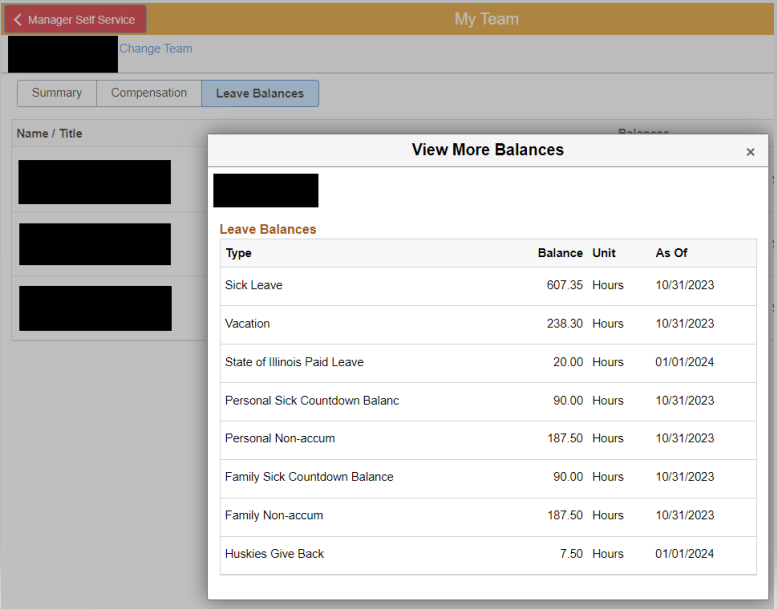 Manager Self Service
My Team
Change Team
Summary Compensation Leave Balances
Name / Title
Balances
View More Balances
×
Leave Balances
Type Balance Unit As Of
Sick Leave 607.35 Hours 10/31/2023
Vacation 238.30 Hours 10/31/2023
State of Illinois Paid Leave 20.00 Hours 01/01/2024
Personal Sick Countdown Balanc 90.00 Hours 10/31/2023
Personal Non-accum 187.50 Hours 10/31/2023
Family Sick Countdown Balance 90.00 Hours 10/31/2023
Family Non-accum 187.50 Hours 10/31/2023
Huskies Give Back 7.50 Hours 01/01/2024